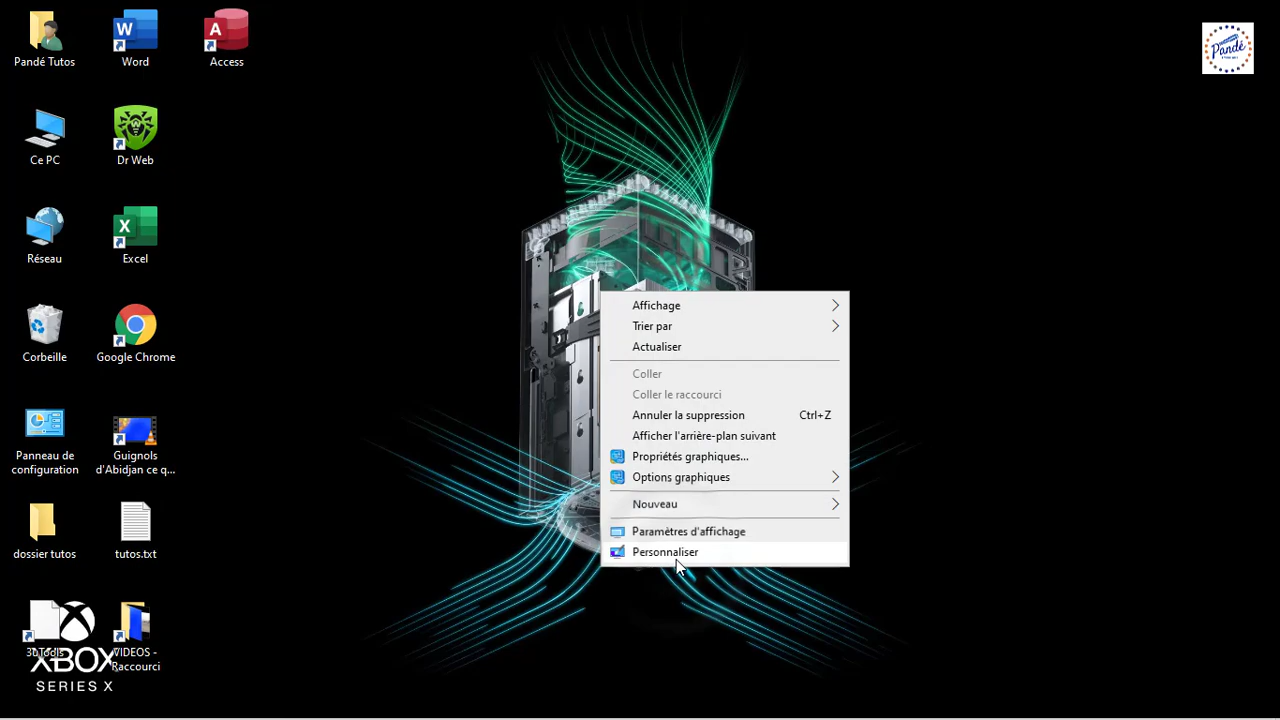 Pandé Tutos
Word
Access
Pandé
Ce PC
Dr Web
Réseau
Excel
Corbeille
Google Chrome
Panneau de
configuration
Guignols
d'Abidjan ce q...
dossier tutos
tutos.txt
VIDEOS -
Raccourci
XBOX
SERIES X
Affichage
Trier par
Actualiser
Coller
Coller le raccourci
Annuler la suppression Ctrl+Z
Afficher l'arrière-plan suivant
Propriétés graphiques...
Options graphiques
Nouveau
Paramètres d'affichage
Personnaliser